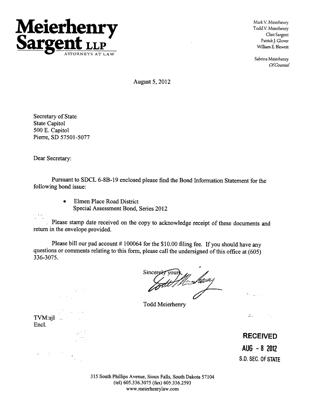 Meierhenry
Sargent LLP
ATTORNEYS AT LAW
Mark V. Meierhenry
Todd V. Meierhenry
Clint Sargent
Patrick J. Glover
William E. Blewett
Sabrina Meierhenry
Of Counsel
August 5, 2012
Secretary of State
State Capitol
500 E. Capitol
Pierre, SD 57501-5077
Dear Secretary:
Pursuant to SDCL 6-8B-19 enclosed please find the Bond Information Statement for the
following bond issue:
• Elmen Place Road District
Special Assessment Bond, Series 2012
Please stamp date received on the copy to acknowledge receipt of these documents and
return in the envelope provided.
Please bill our pad account # 100064 for the $10.00 filing fee. If you should have any
questions or comments relating to this form, please call the undersigned of this office at (605)
336-3075.
Sincerely yours,
Todd Meierhenry
TVM:sjl
Encl.
RECEIVED
AUG - 8 2012
S.D. SEC. OF STATE
315 South Phillips Avenue, Sioux Falls, South Dakota 57104
(tel) 605.336.3075 (fax) 605.336.2593
www.meierhenrylaw.com